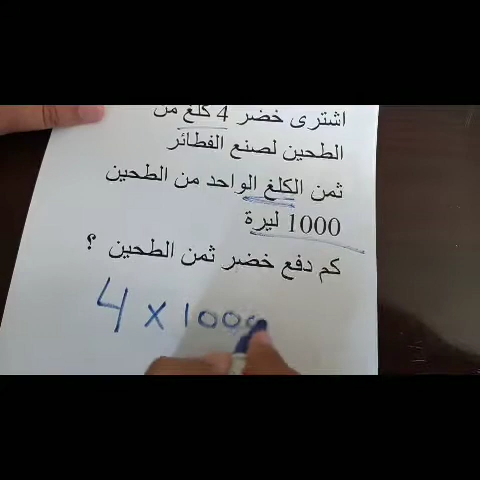 اشترى خضر 4 كلغ من
الطحين لصنع الفطائر
ثمن الكلغ الواحد من الطحين
1000 ليرة
كم دفع خضر ثمن الطحين ؟
4 x 1000